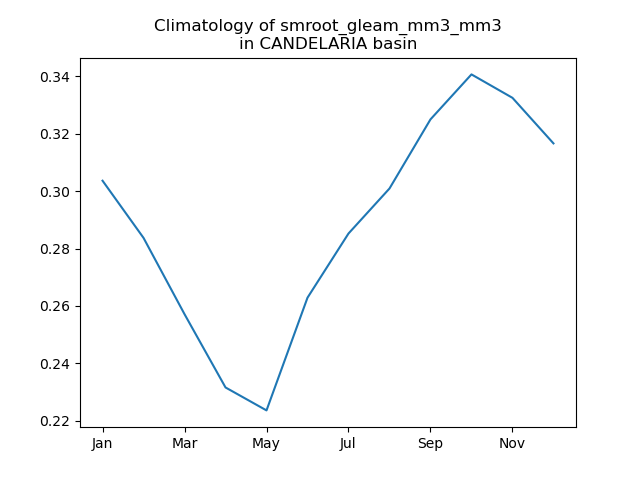 Climatology of smroot_gleam_mm3_mm3
in CANDELARIA basin
0.34
0.32
0.30
0.28
0.26
0.24
0.22
Jan Mar May Jul Sep Nov